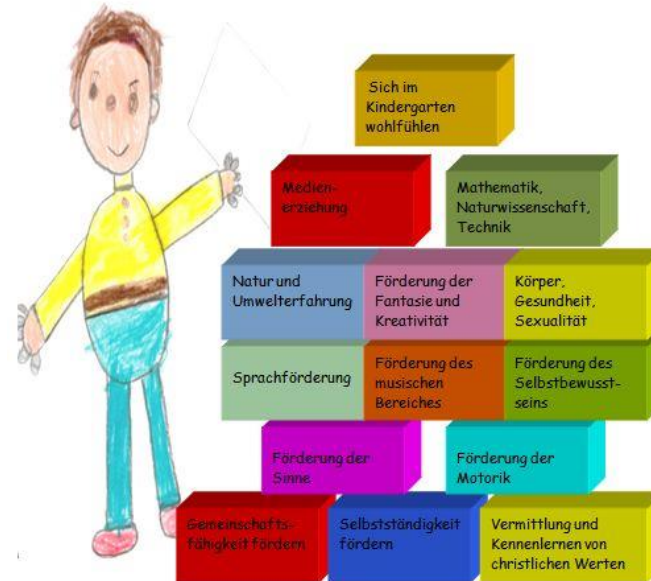 Sich im
Kindergarten
wohlfühlen
Medien-
erziehung
Mathematik,
Naturwissenschaft,
Technik
Natur und
Umwelterfahrung
Förderung der
Fantasie und
Kreativität
Körper,
Gesundheit,
Sexualität
Sprachförderung
Förderung des
musischen
Bereiches
Förderung des
Selbstbewusst-
seins
Förderung der
Sinne
Förderung der
Motorik
Gemeinschafts-
fähigkeit fördern
Selbstständigkeit
fördern
Vermittlung und
Kennenlernen von
christlichen Werten